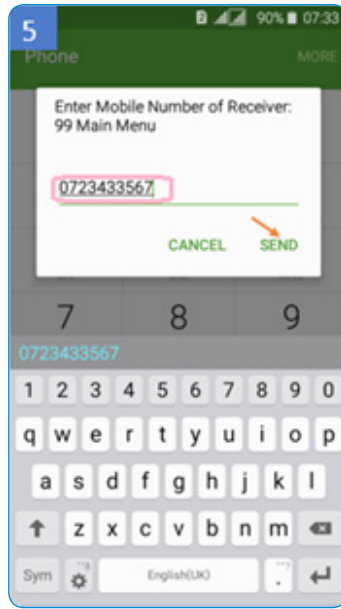 5
90% 07:33
Phone MORE
Enter Mobile Number of Receiver:
99 Main Menu
0723433567
CANCEL SEND
7 8 9
0723433567
1 2 3 4 5 6 7 8 9 0
q w e r t y u i o p
a s d f g h j k l
z x c v b n m
Sym English(UK) .